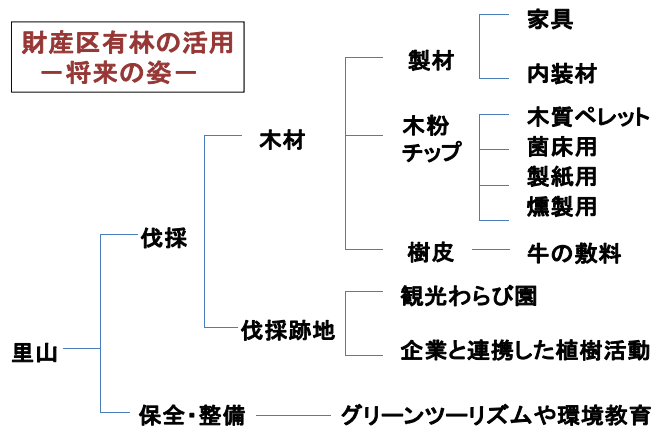 財産区有林の活用
－将来の姿－
家具
製材
内装材
木材
木粉
チップ
木質ペレット
菌床用
製紙用
燻製用
伐採
樹皮
牛の敷料
観光わらび園
伐採跡地
里山
企業と連携した植樹活動
保全・整備
グリーンツーリズムや環境教育